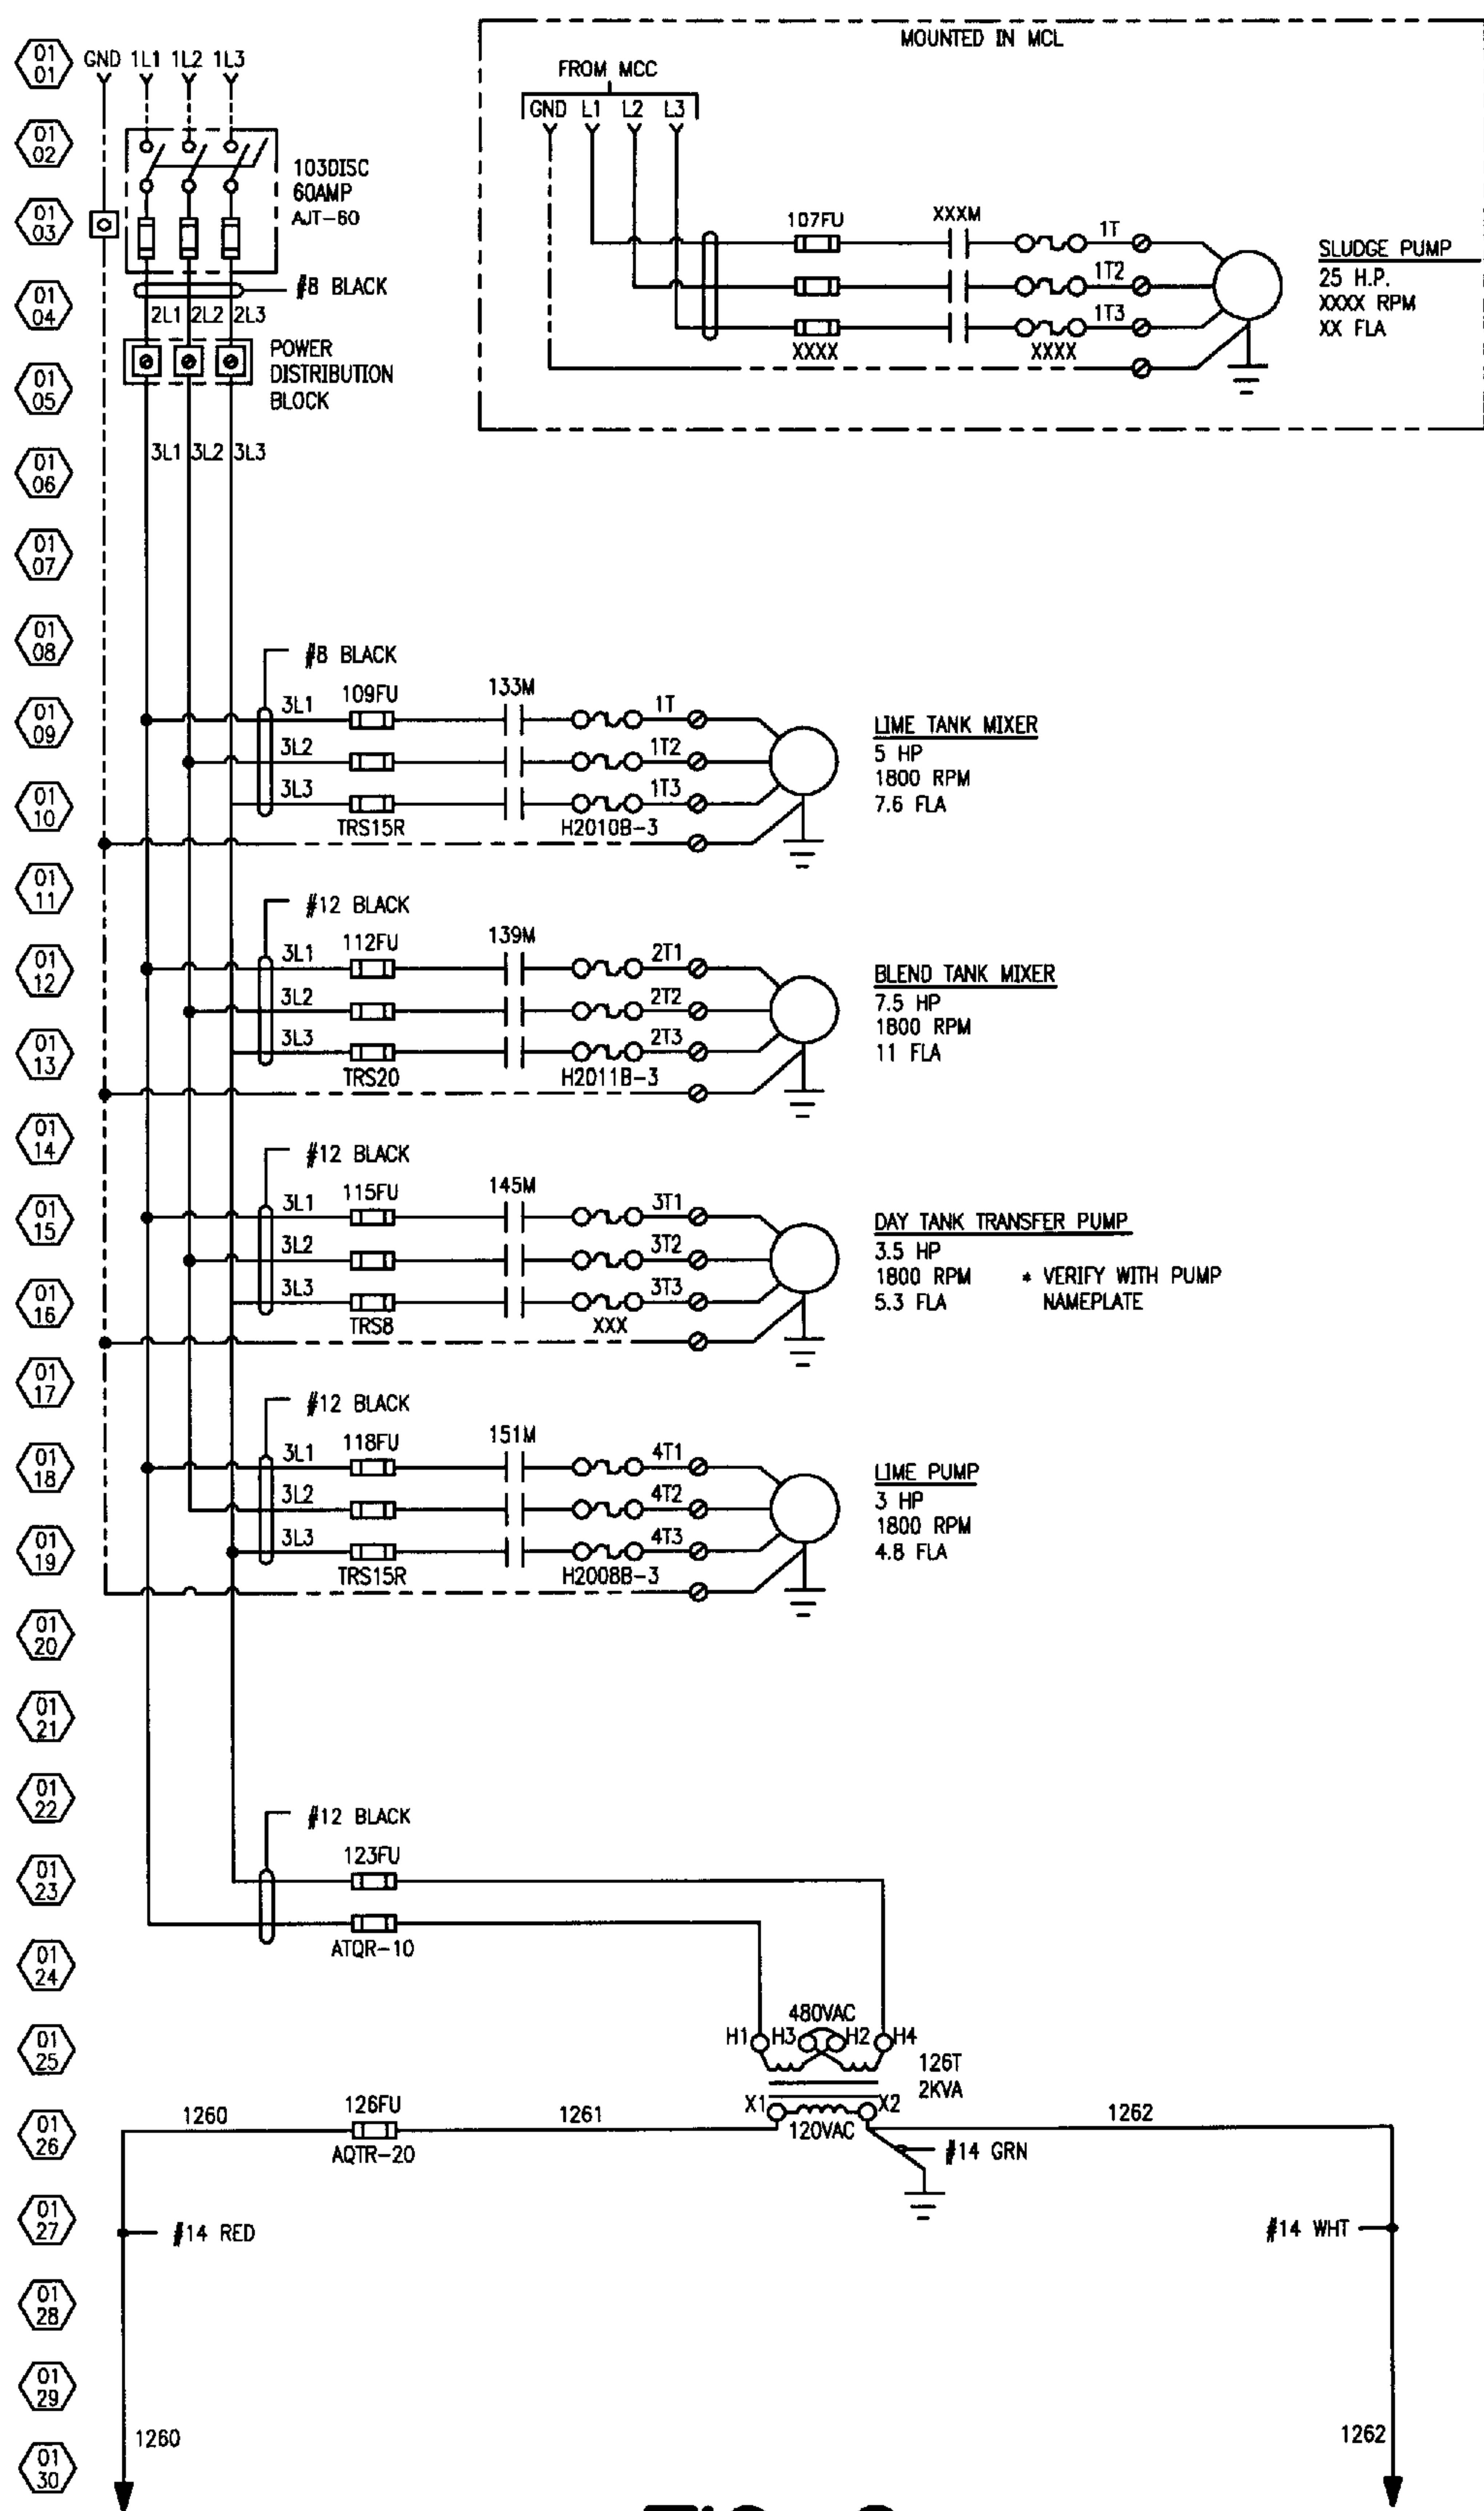 01
01
GND 1L1 1L2 1L3
01
02
103DISC
60AMP
AJT-60
01
03
#8 BLACK
01
04
2L1 2L2 2L3
POWER
DISTRIBUTION
BLOCK
01
05
3L1 3L2 3L3
01
06
MOUNTED IN MCL
FROM MCC
GND L1 L2 L3
107FU
XXXM
1T
1T2
1T3
XXXX
XXXX
SLUDGE PUMP
25 H.P.
XXXX RPM
XX FLA
01
07
01
08
#8 BLACK
01
09
3L1
109FU
133M
1T
3L2
1T2
3L3
1T3
TRS15R
H2010B-3
LIME TANK MIXER
5 HP
1800 RPM
7.6 FLA
01
10
01
11
#12 BLACK
01
12
3L1
112FU
139M
2T1
3L2
2T2
3L3
2T3
TRS20
H2011B-3
BLEND TANK MIXER
7.5 HP
1800 RPM
11 FLA
01
13
01
14
#12 BLACK
01
15
3L1
115FU
145M
3T1
3L2
3T2
3L3
3T3
TRS8
XXX
DAY TANK TRANSFER PUMP
3.5 HP
1800 RPM * VERIFY WITH PUMP
5.3 FLA NAMEPLATE
01
16
01
17
#12 BLACK
01
18
3L1
118FU
151M
4T1
3L2
4T2
3L3
4T3
TRS15R
H2008B-3
LIME PUMP
3 HP
1800 RPM
4.8 FLA
01
19
01
20
01
21
01
22
#12 BLACK
01
23
123FU
ATQR-10
01
24
480VAC
H1 H3 H2 H4
01
25
126T
2KVA
X1 X2
120VAC
01
26
1260
126FU
1261
AQTR-20
1262
#14 GRN
01
27
#14 RED
#14 WHT
01
28
01
29
1260
1262
01
30